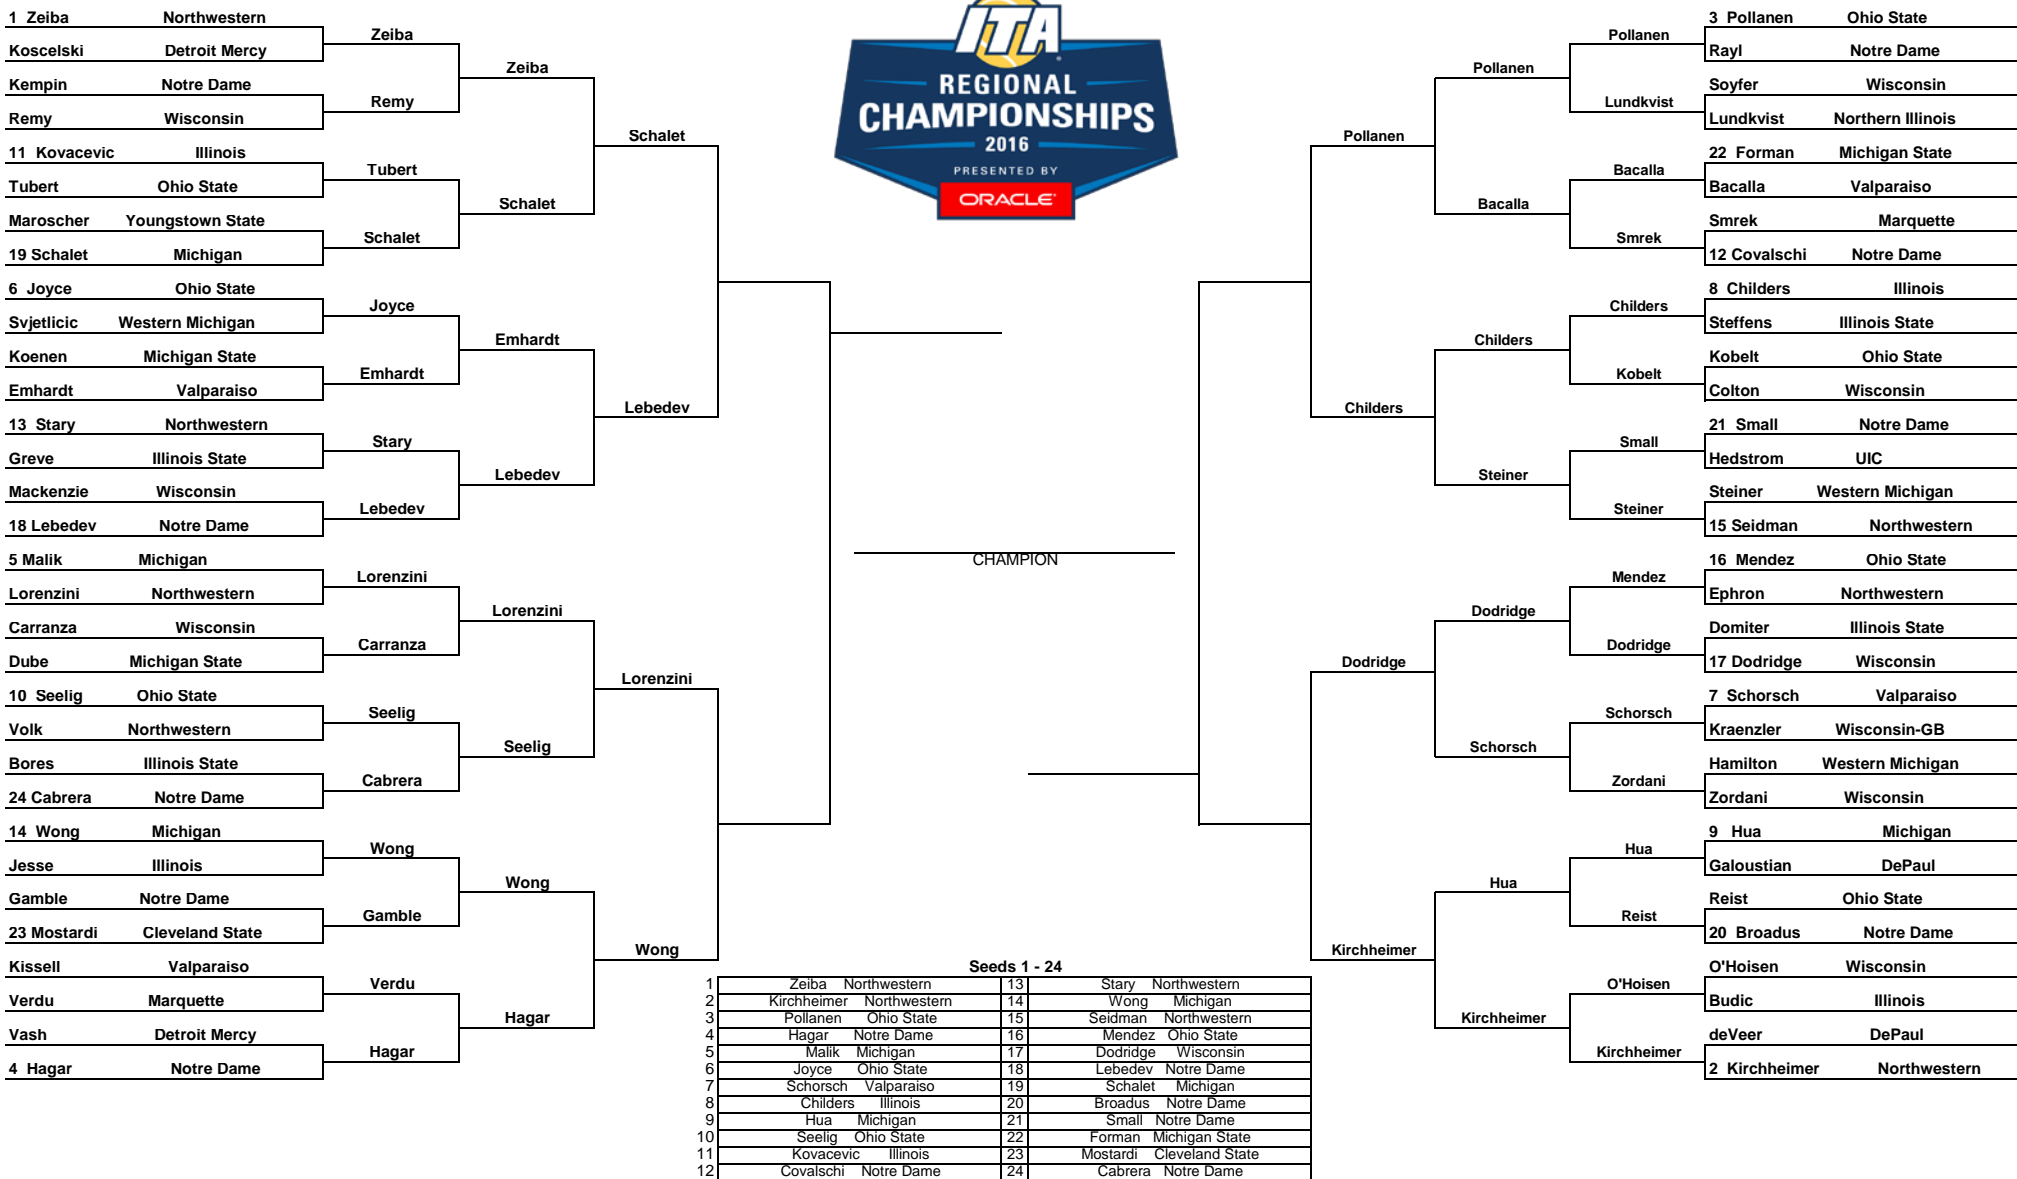 1 Zeiba Northwestern
Koscelski Detroit Mercy
Kempin Notre Dame
Remy Wisconsin
11 Kovacevic Illinois
Tubert Ohio State
Maroscher Youngstown State
19 Schalet Michigan
6 Joyce Ohio State
Svjetlicic Western Michigan
Koenen Michigan State
Emhardt Valparaiso
13 Stary Northwestern
Greve Illinois State
Mackenzie Wisconsin
18 Lebedev Notre Dame
5 Malik Michigan
Lorenzini Northwestern
Carranza Wisconsin
Dube Michigan State
10 Seelig Ohio State
Volk Northwestern
Bores Illinois State
24 Cabrera Notre Dame
14 Wong Michigan
Jesse Illinois
Gamble Notre Dame
23 Mostardi Cleveland State
Kissell Valparaiso
Verdu Marquette
Vash Detroit Mercy
4 Hagar Notre Dame
Zeiba
Remy
Tubert
Schalet
Joyce
Emhardt
Stary
Lebedev
Lorenzini
Carranza
Seelig
Cabrera
Wong
Gamble
Verdu
Hagar
Zeiba
Schalet
Emhardt
Lebedev
Lorenzini
Seelig
Wong
Hagar
Schalet
Lebedev
Lorenzini
Wong
ITA
REGIONAL
CHAMPIONSHIPS
2016
PRESENTED BY
ORACLE
CHAMPION
Pollanen
Childers
Dodridge
Kirchheimer
Pollanen
Bacalla
Childers
Steiner
Dodridge
Schorsch
Hua
Kirchheimer
Pollanen
Lundkvist
Bacalla
Smrek
Childers
Kobelt
Small
Steiner
Mendez
Dodridge
Schorsch
Zordani
Hua
Reist
O'Hoisen
Kirchheimer
3 Pollanen Ohio State
Rayl Notre Dame
Soyfer Wisconsin
Lundkvist Northern Illinois
22 Forman Michigan State
Bacalla Valparaiso
Smrek Marquette
12 Covalschi Notre Dame
8 Childers Illinois
Steffens Illinois State
Kobelt Ohio State
Colton Wisconsin
21 Small Notre Dame
Hedstrom UIC
Steiner Western Michigan
15 Seidman Northwestern
16 Mendez Ohio State
Ephron Northwestern
Domiter Illinois State
17 Dodridge Wisconsin
7 Schorsch Valparaiso
Kraenzler Wisconsin-GB
Hamilton Western Michigan
Zordani Wisconsin
9 Hua Michigan
Galoustian DePaul
Reist Ohio State
20 Broadus Notre Dame
O'Hoisen Wisconsin
Budic Illinois
deVeer DePaul
2 Kirchheimer Northwestern
Seeds 1 - 24
1 Zeiba Northwestern 13 Stary Northwestern
2 Kirchheimer Northwestern 14 Wong Michigan
3 Pollanen Ohio State 15 Seidman Northwestern
4 Hagar Notre Dame 16 Mendez Ohio State
5 Malik Michigan 17 Dodridge Wisconsin
6 Joyce Ohio State 18 Lebedev Notre Dame
7 Schorsch Valparaiso 19 Schalet Michigan
8 Childers Illinois 20 Broadus Notre Dame
9 Hua Michigan 21 Small Notre Dame
10 Seelig Ohio State 22 Forman Michigan State
11 Kovacevic Illinois 23 Mostardi Cleveland State
12 Covalschi Notre Dame 24 Cabrera Notre Dame